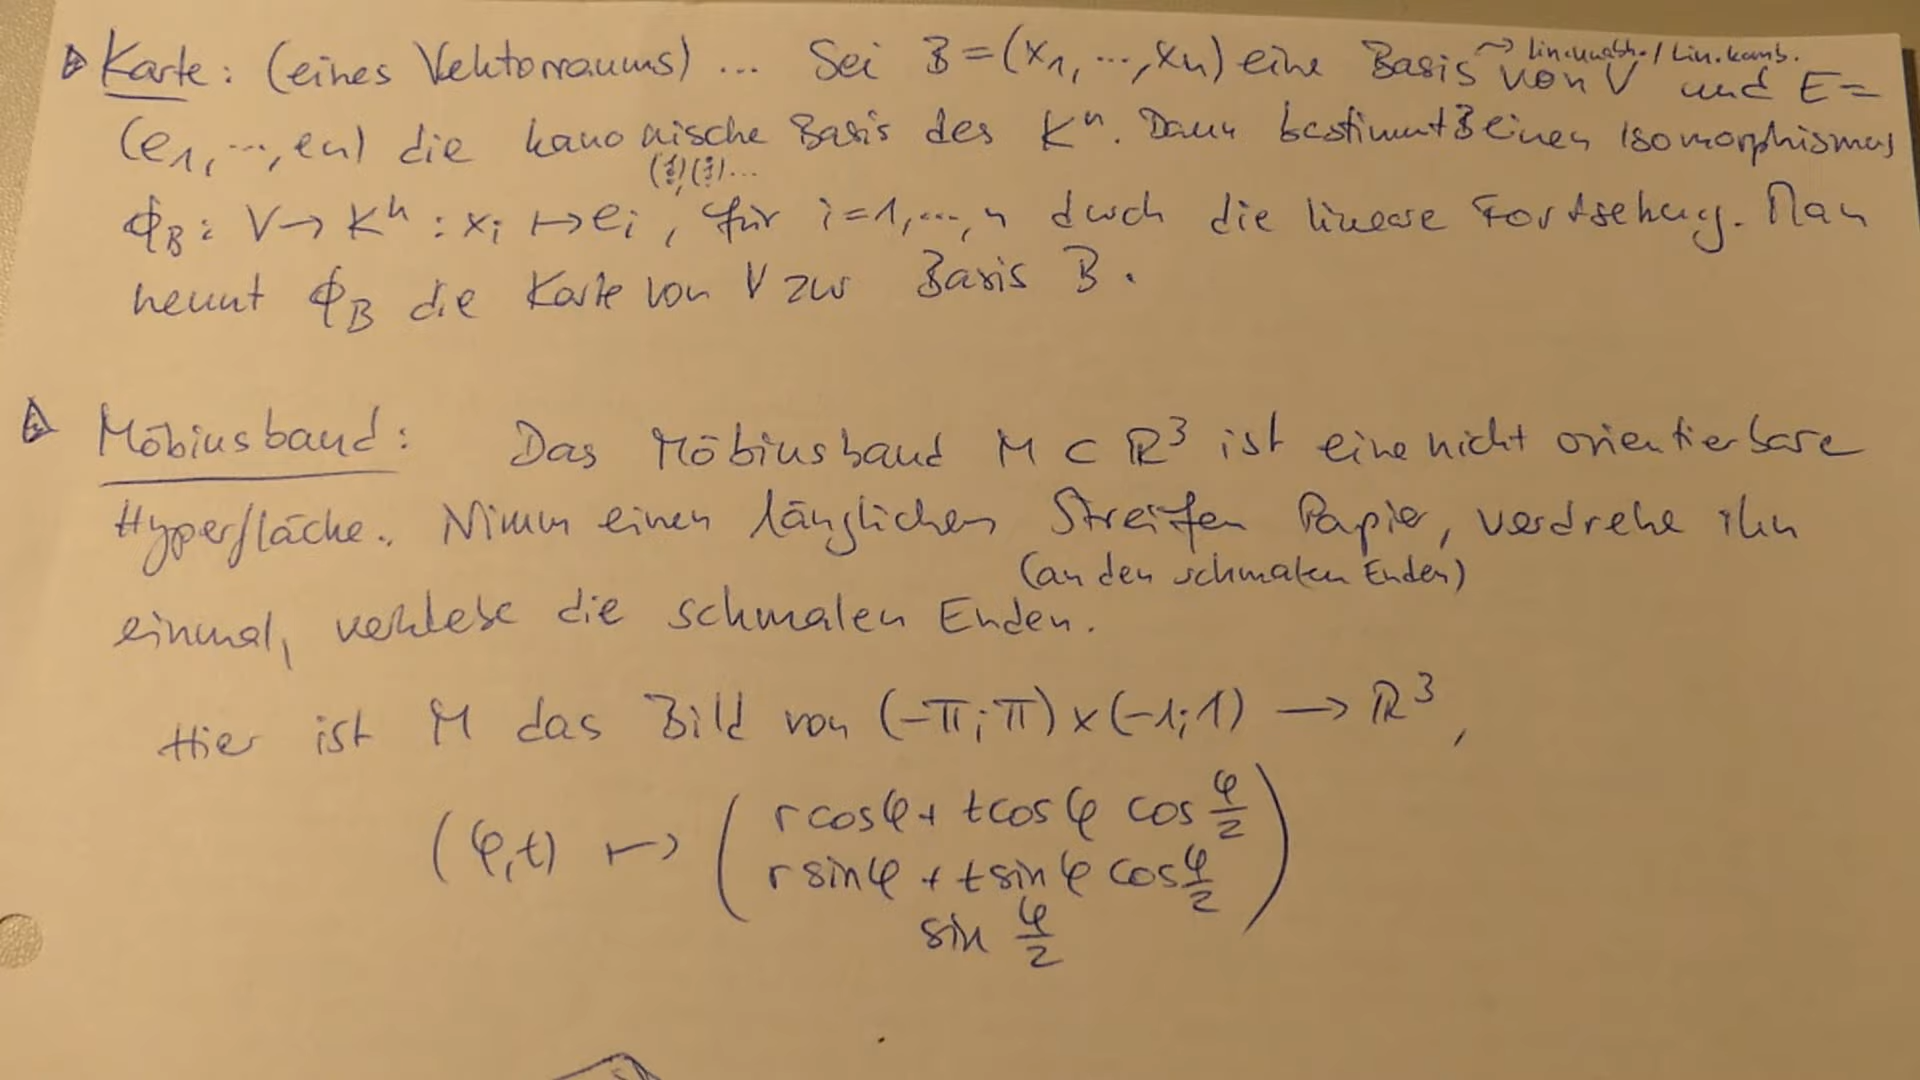 Karte: (eines Vektorraums) ... Sei B = (x₁, ..., xₙ) eine Basis von V und E =
→ lin. unabh. / Lin. komb.
(e₁, ..., eₙ) die kanonische Basis des Kⁿ. Dann bestimmt B einen Isomorphismus
Φ_B : V → Kⁿ : xᵢ ↦ eᵢ, für i = 1, ..., n durch die lineare Fortsetzung. Man
nennt Φ_B die Karte von V zur Basis B.
Möbiusband: Das Möbiusband M ⊂ ℝ³ ist eine nicht orientierbare
Hyperfläche. Nimm einen länglichen Streifen Papier, verdrehe ihn
(an den schmalen Enden)
einmal, verklebe die schmalen Enden.
Hier ist M das Bild von (-π; π) × (-1; 1) → ℝ³,
r cos φ + t cos φ cos φ/2
(φ, t) ↦ r sin φ + t sin φ cos φ/2
sin φ/2